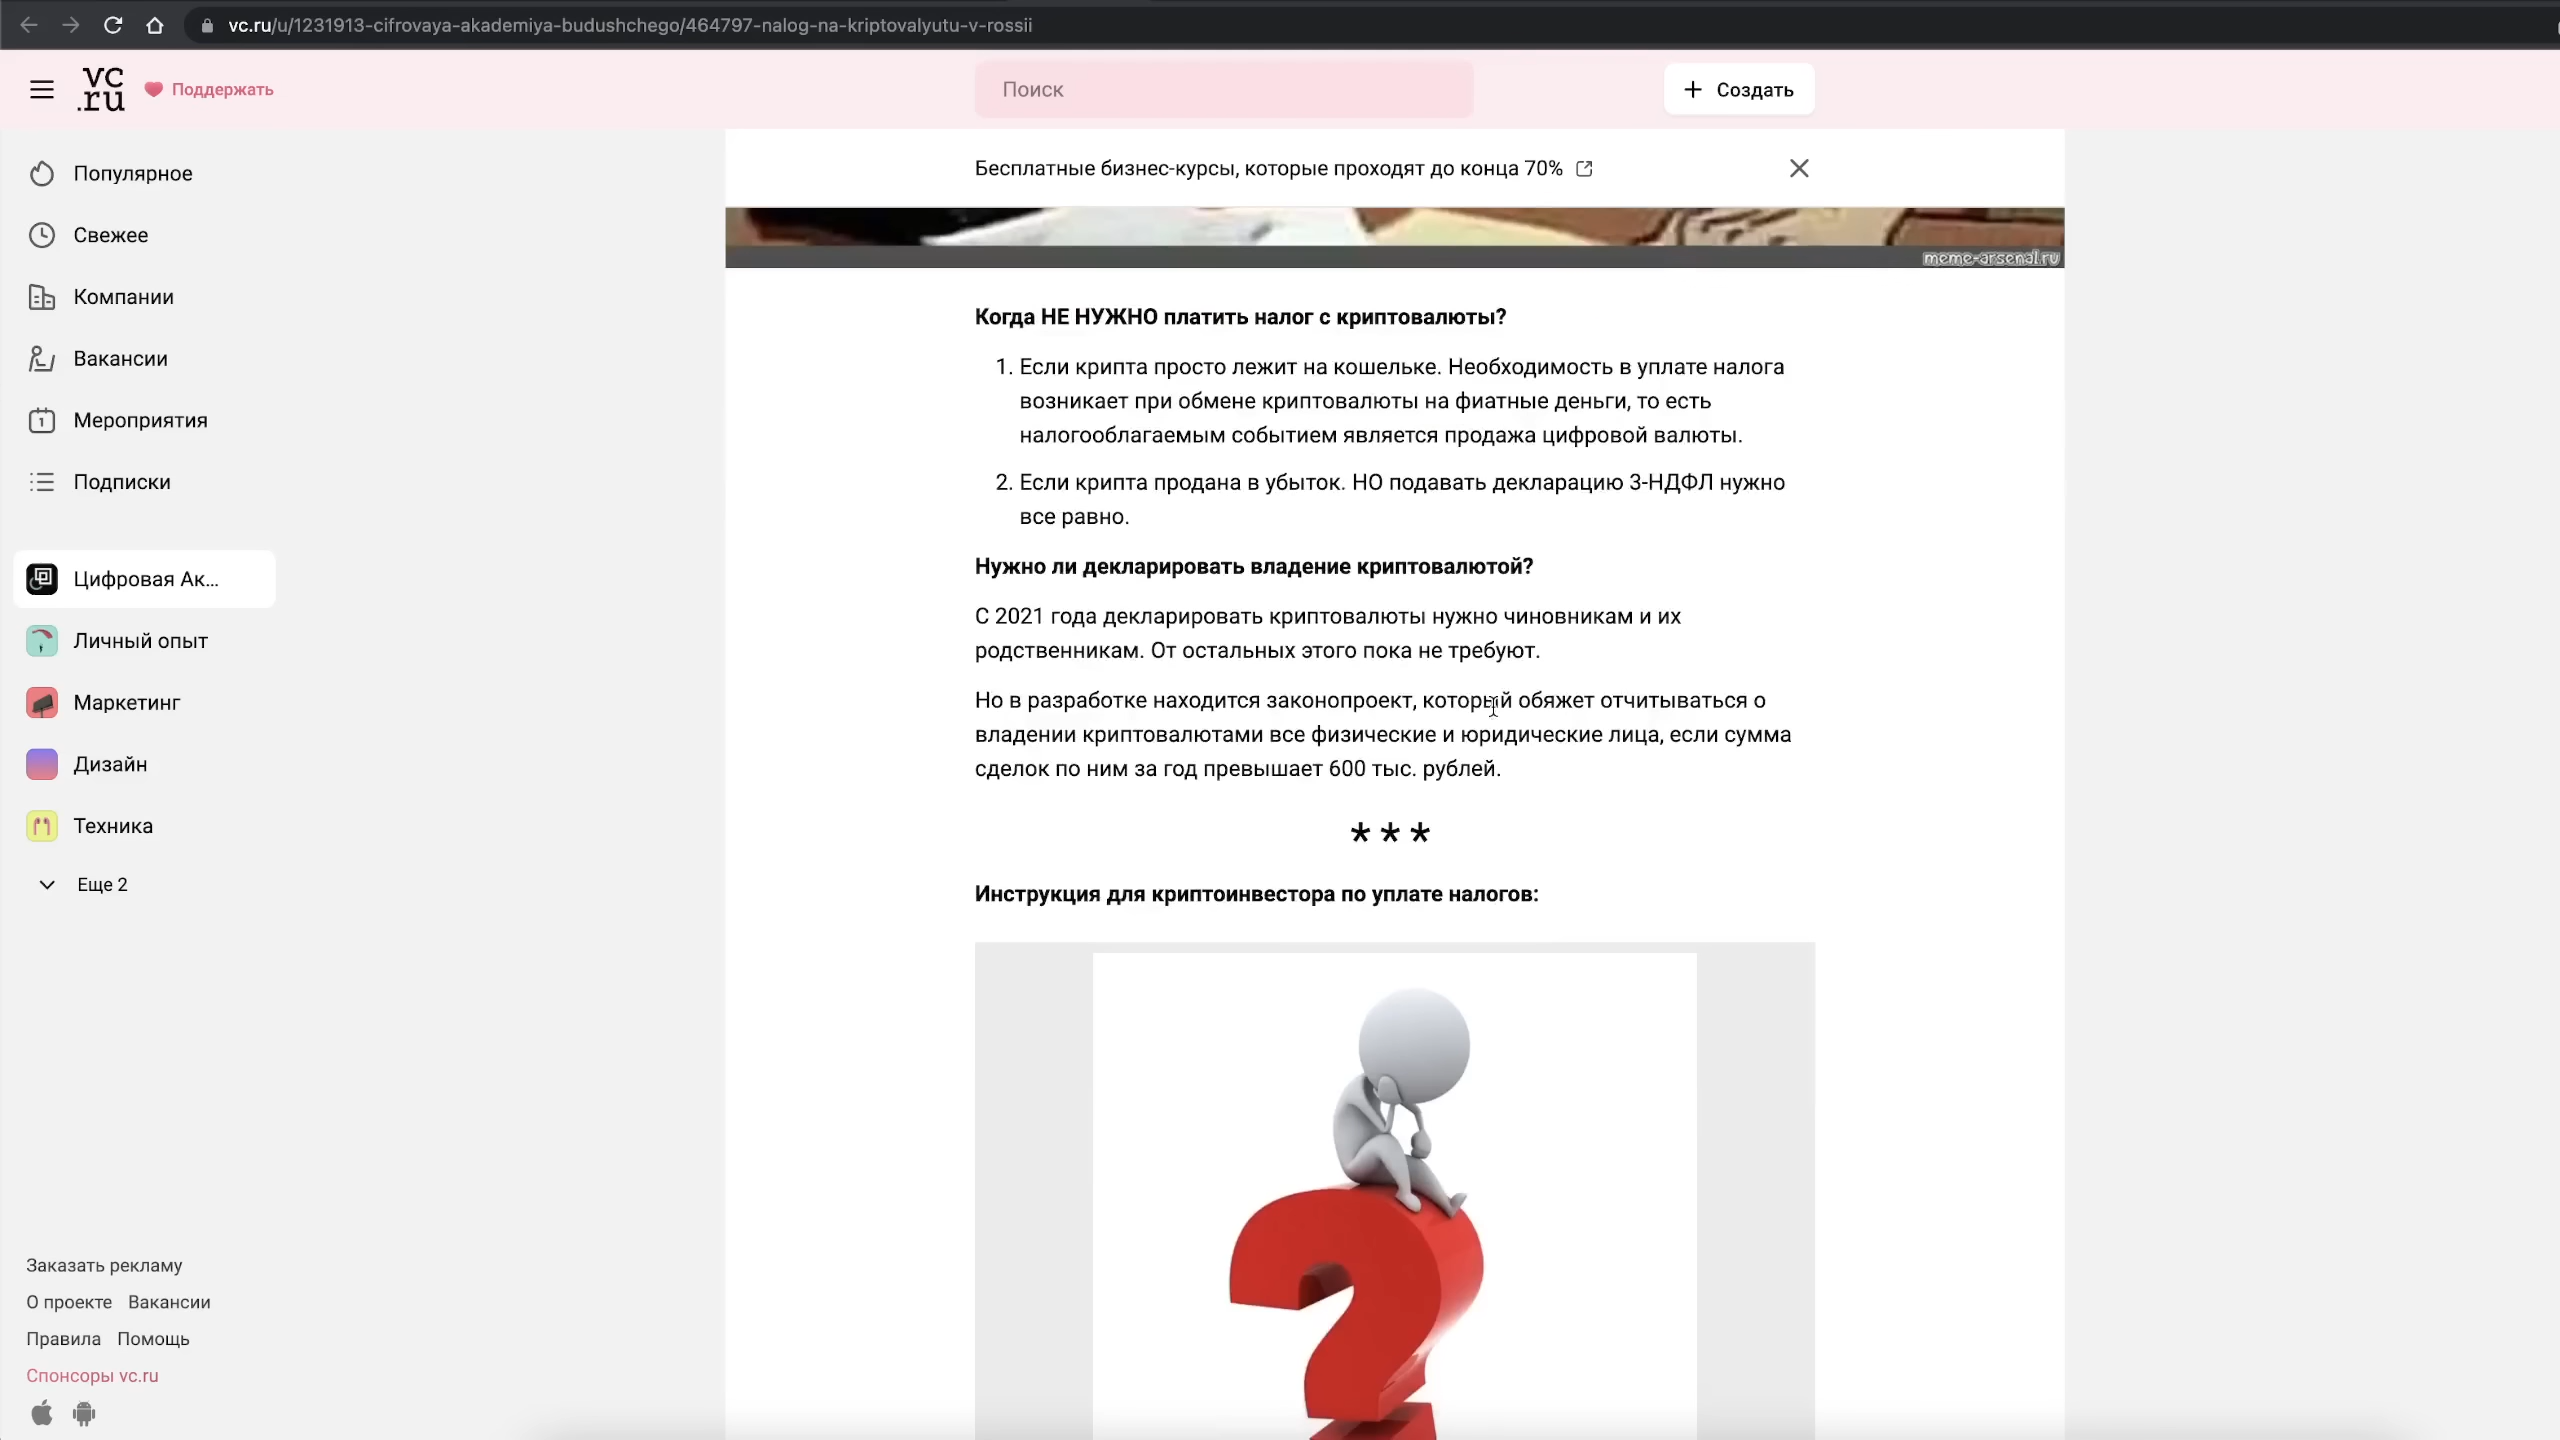 vc.ru/u/1231913-cifrovaya-akademiya-budushchego/464797-nalog-na-kriptovalyutu-v-rossii
vc
.ru
Поддержать
Поиск
Создать
Популярное
Свежее
Компании
Вакансии
1
Мероприятия
Подписки
Цифровая Ак...
Личный опыт
Маркетинг
Дизайн
Техника
Еще 2
Заказать рекламу
О проекте Вакансии
Правила Помощь
Спонсоры vc.ru
Бесплатные бизнес-курсы, которые проходят до конца 70%
meme-arsenal.ru
Когда НЕ НУЖНО платить налог с криптовалюты?
1. Если крипта просто лежит на кошельке. Необходимость в уплате налога
возникает при обмене криптовалюты на фиатные деньги, то есть
налогооблагаемым событием является продажа цифровой валюты.
2. Если крипта продана в убыток. НО подавать декларацию 3-НДФЛ нужно
все равно.
Нужно ли декларировать владение криптовалютой?
С 2021 года декларировать криптовалюты нужно чиновникам и их
родственникам. От остальных этого пока не требуют.
Но в разработке находится законопроект, который обяжет отчитываться о
владении криптовалютами все физические и юридические лица, если сумма
сделок по ним за год превышает 600 тыс. рублей.
***
Инструкция для криптоинвестора по уплате налогов:
?